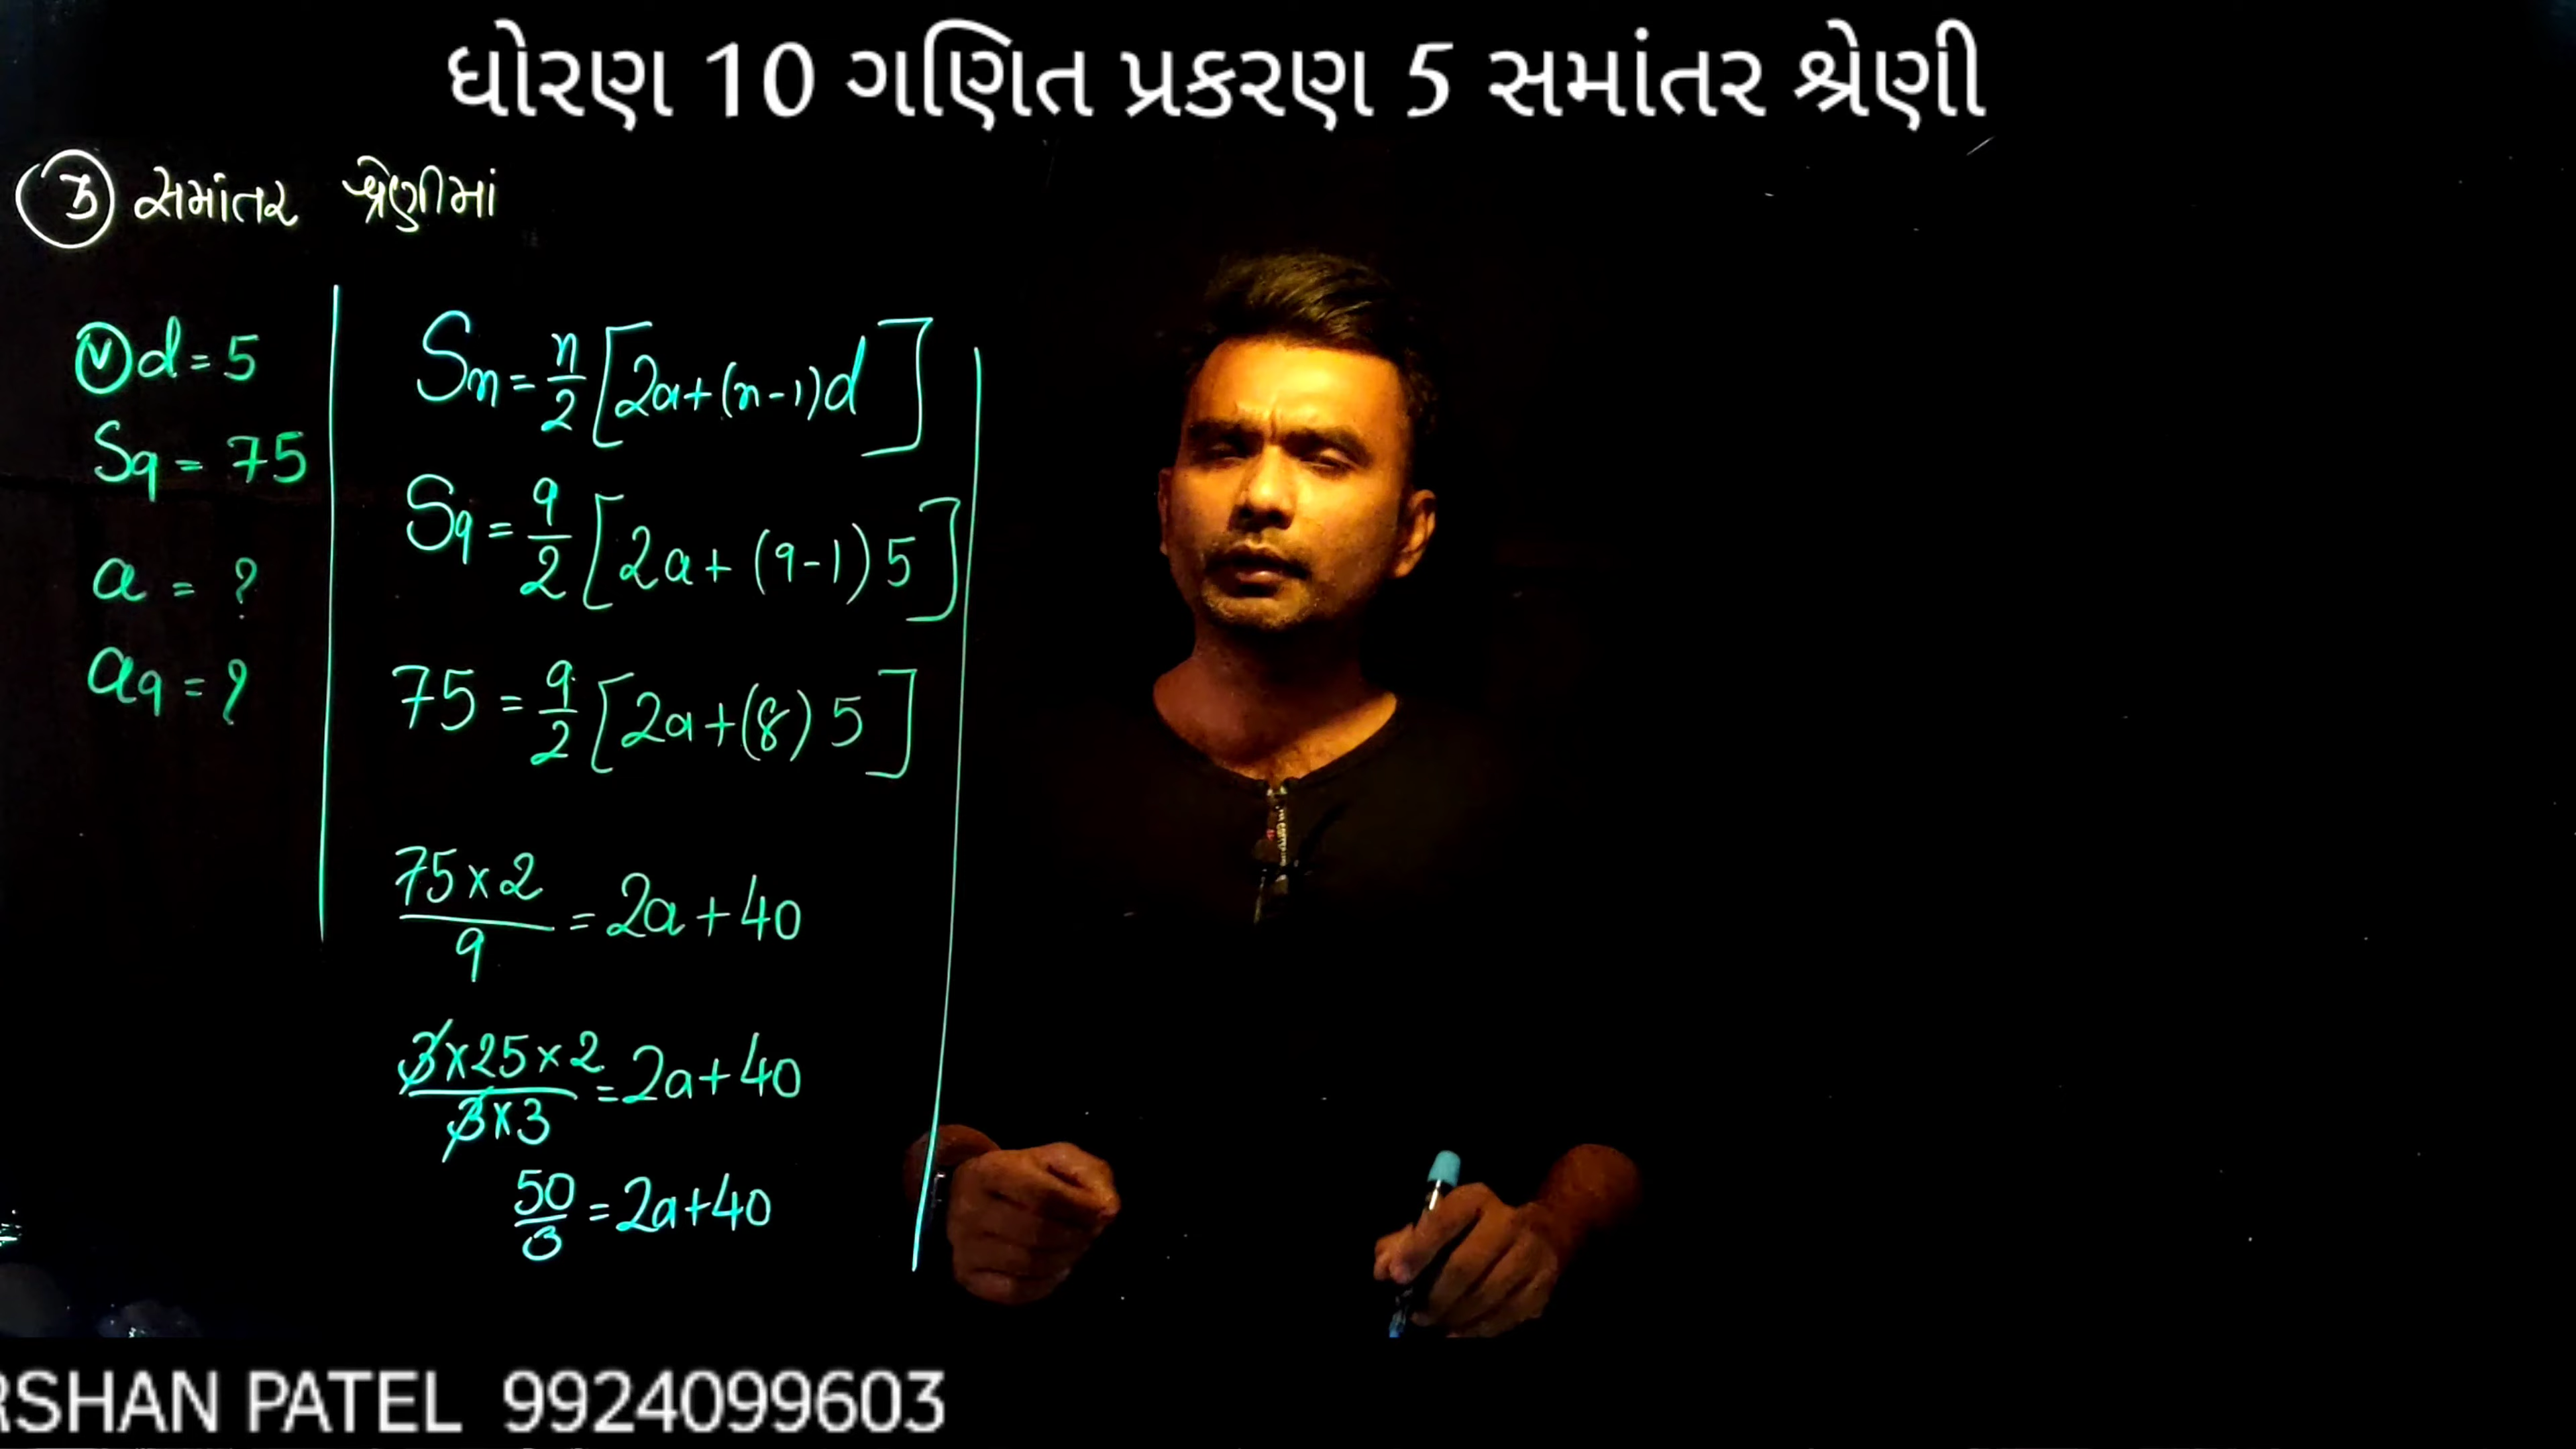 ધોરણ 10 ગણિત પ્રકરણ 5 સમાંતર શ્રેણી
3 સમાંતર શ્રેણીમાં
(v) d = 5
S9 = 75
a = ?
a9 = ?
Sn = n/2 [2a + (n-1)d]
S9 = 9/2 [2a + (9-1) 5]
75 = 9/2 [2a + (8) 5]
75 × 2 / 9 = 2a + 40
3 × 25 × 2 / 3 × 3 = 2a + 40
50/3 = 2a + 40
RSHAN PATEL 9924099603